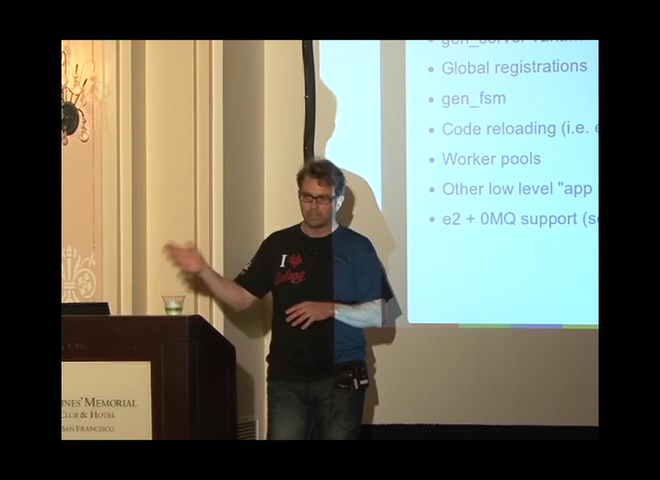 Global registrations
gen_fsm
Code reloading (i.e. e
Worker pools
Other low level "app
e2 + 0MQ support (s
I
Erlang
INES' MEMORIAL
CLUB & HOTEL
SAN FRANCISCO